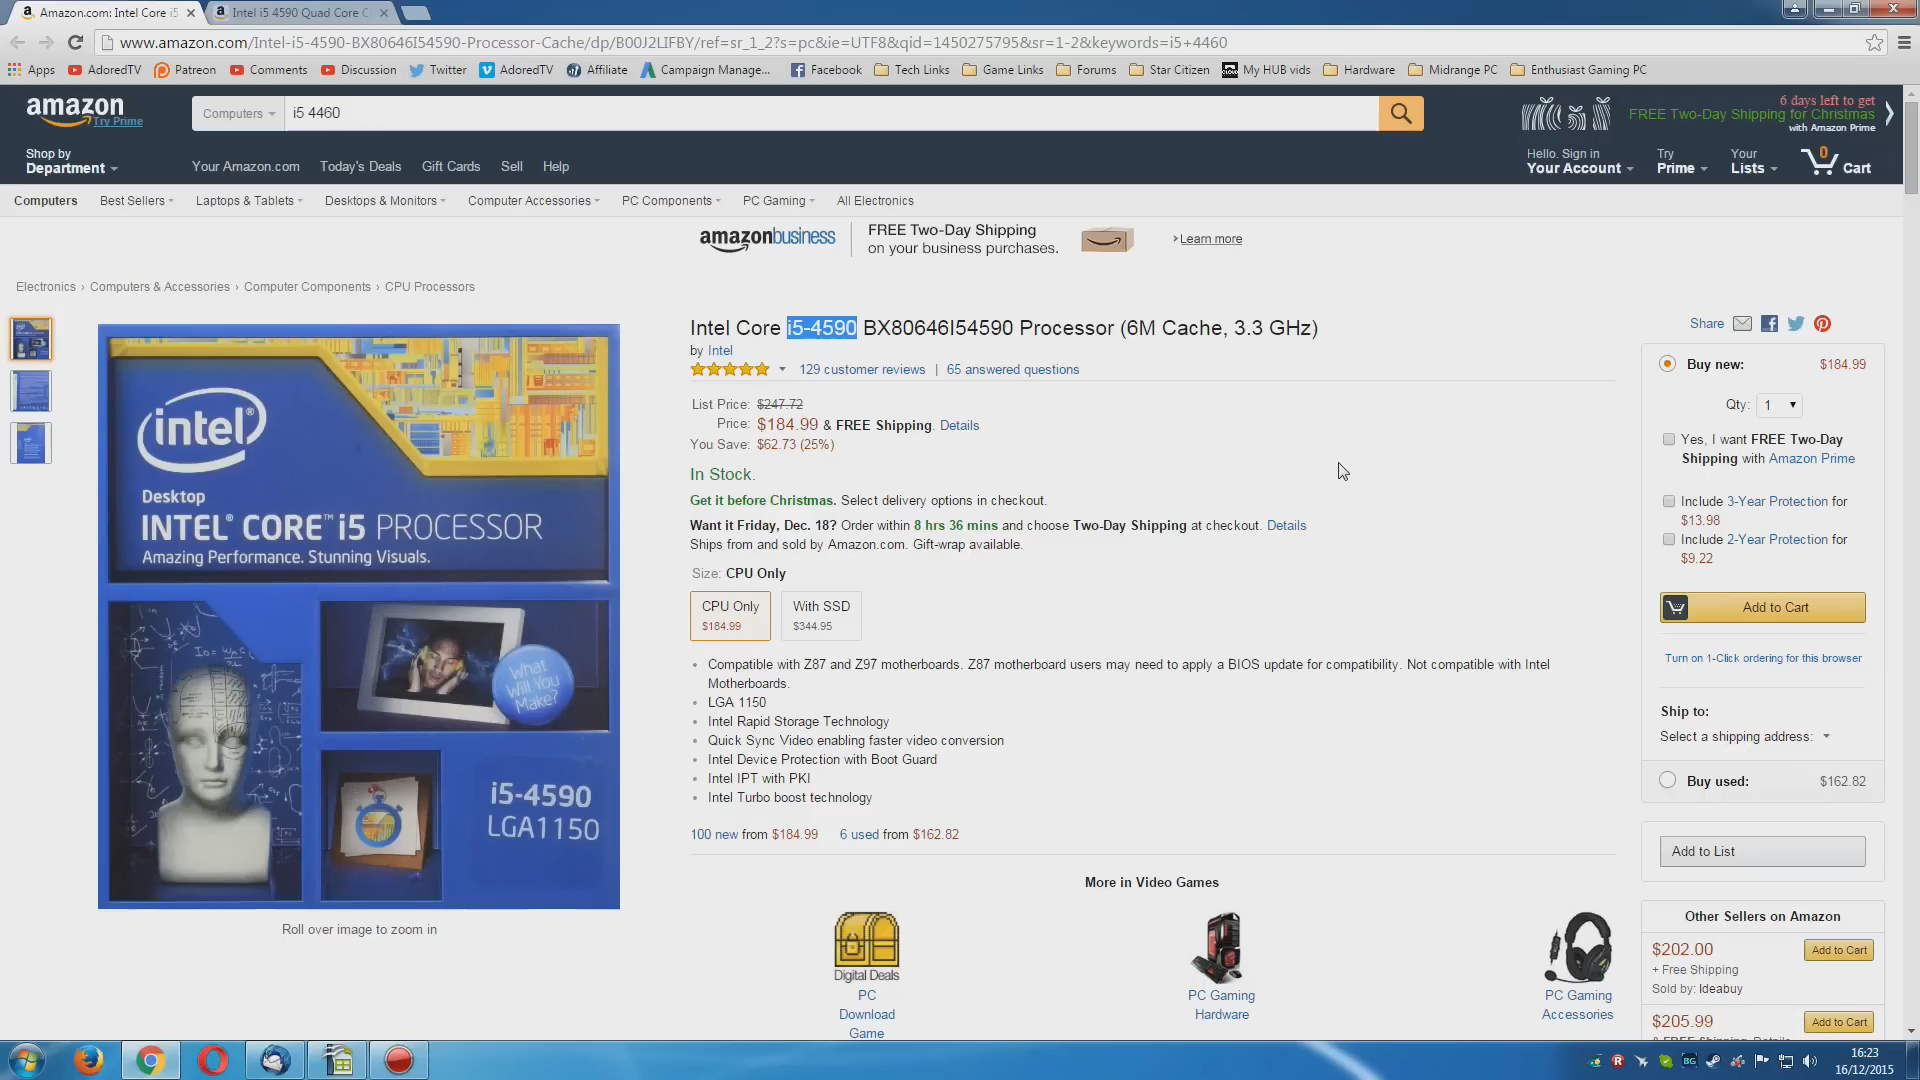 Amazon.com: Intel Core i5
Intel i5 4590 Quad Core C
www.amazon.com/Intel-i5-4590-BX80646I54590-Processor-Cache/dp/B00J2LIFBY/ref=sr_1_2?s=pc&ie=UTF8&qid=1450275795&sr=1-2&keywords=i5+4460
Apps AdoredTV Patreon Comments Discussion Twitter AdoredTV Affiliate Campaign Manage... Facebook Tech Links Game Links Forums Star Citizen My HUB vids Hardware Midrange PC Enthusiast Gaming PC
amazon
Try Prime
Computers
i5 4460
6 days left to get
FREE Two-Day Shipping for Christmas
with Amazon Prime
Shop by
Department
Your Amazon.com Today's Deals Gift Cards Sell Help
Hello. Sign in
Your Account
Try
Prime
Your
Lists
0
Cart
Computers Best Sellers Laptops & Tablets Desktops & Monitors Computer Accessories PC Components PC Gaming All Electronics
amazonbusiness
FREE Two-Day Shipping
on your business purchases.
› Learn more
Electronics › Computers & Accessories › Computer Components › CPU Processors
intel®
Desktop
INTEL® CORE™ i5 PROCESSOR
Amazing Performance. Stunning Visuals.
What
Will You
Make?
i5-4590
LGA1150
Roll over image to zoom in
Intel Core i5-4590 BX80646I54590 Processor (6M Cache, 3.3 GHz)
by Intel
129 customer reviews | 65 answered questions
List Price: $247.72
Price: $184.99 & FREE Shipping. Details
You Save: $62.73 (25%)
In Stock.
Get it before Christmas. Select delivery options in checkout.
Want it Friday, Dec. 18? Order within 8 hrs 36 mins and choose Two-Day Shipping at checkout. Details
Ships from and sold by Amazon.com. Gift-wrap available.
Size: CPU Only
CPU Only
$184.99
With SSD
$344.95
• Compatible with Z87 and Z97 motherboards. Z87 motherboard users may need to apply a BIOS update for compatibility. Not compatible with Intel
Motherboards.
• LGA 1150
• Intel Rapid Storage Technology
• Quick Sync Video enabling faster video conversion
• Intel Device Protection with Boot Guard
• Intel IPT with PKI
• Intel Turbo boost technology
100 new from $184.99 6 used from $162.82
More in Video Games
Digital Deals
PC
Download
Game
PC Gaming
Hardware
PC Gaming
Accessories
Share
Buy new: $184.99
Qty: 1
Yes, I want FREE Two-Day
Shipping with Amazon Prime
Include 3-Year Protection for
$13.98
Include 2-Year Protection for
$9.22
Add to Cart
Turn on 1-Click ordering for this browser
Ship to:
Select a shipping address:
Buy used: $162.82
Add to List
Other Sellers on Amazon
$202.00
Add to Cart
+ Free Shipping
Sold by: Ideabuy
$205.99
Add to Cart
16:23
16/12/2015